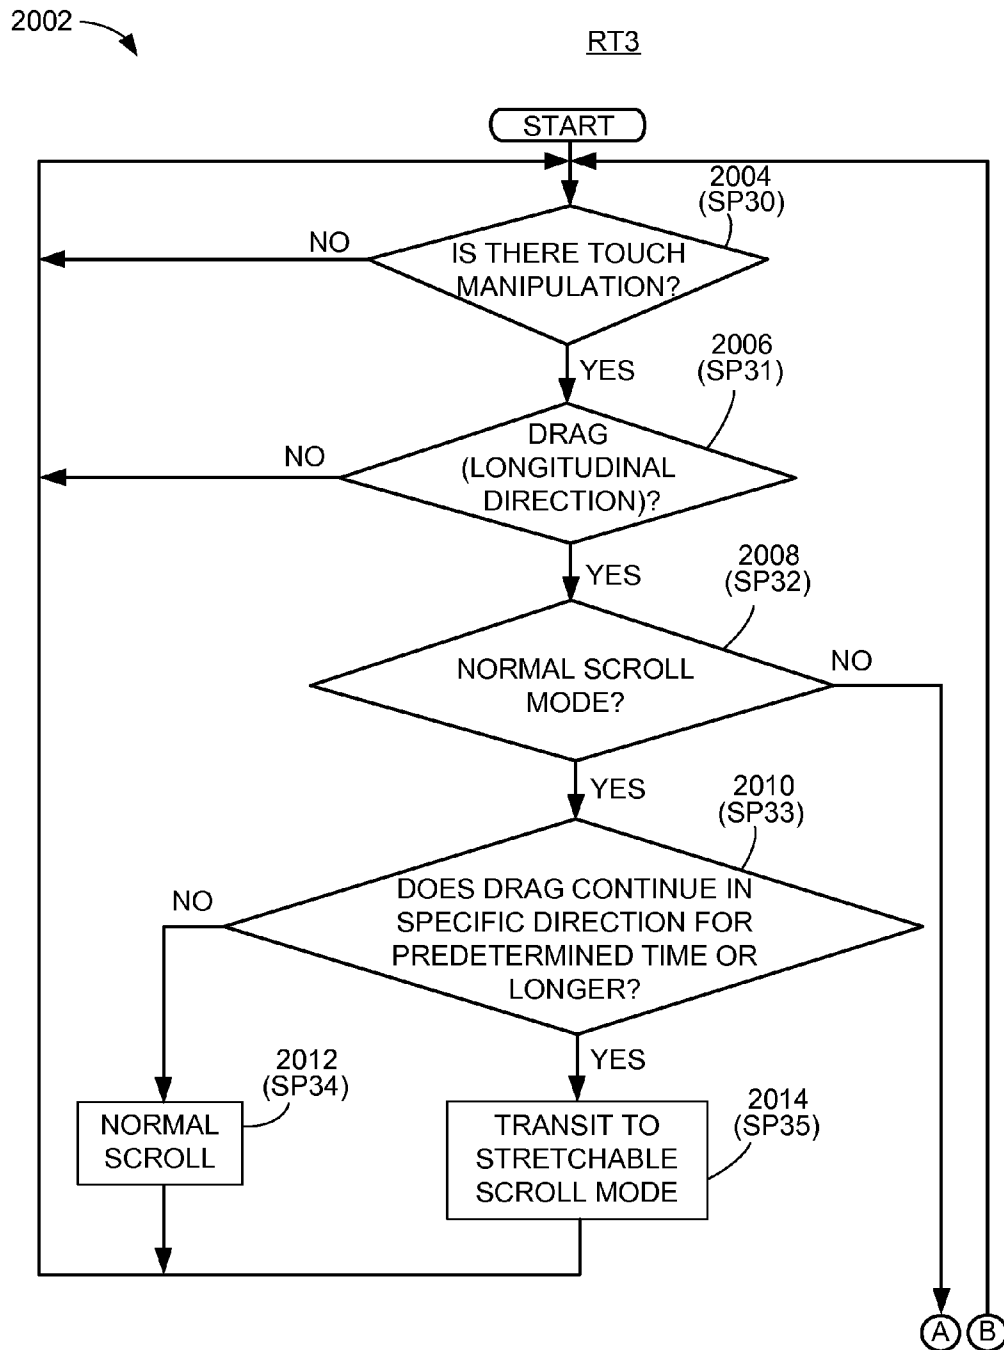 2002
RT3
START
2004
(SP30)
NO
IS THERE TOUCH
MANIPULATION?
YES
2006
(SP31)
NO
DRAG
(LONGITUDINAL
DIRECTION)?
YES
2008
(SP32)
NORMAL SCROLL
MODE?
NO
YES
2010
(SP33)
NO
DOES DRAG CONTINUE IN
SPECIFIC DIRECTION FOR
PREDETERMINED TIME OR
LONGER?
YES
2012
(SP34)
NORMAL
SCROLL
2014
(SP35)
TRANSIT TO
STRETCHABLE
SCROLL MODE
A
B